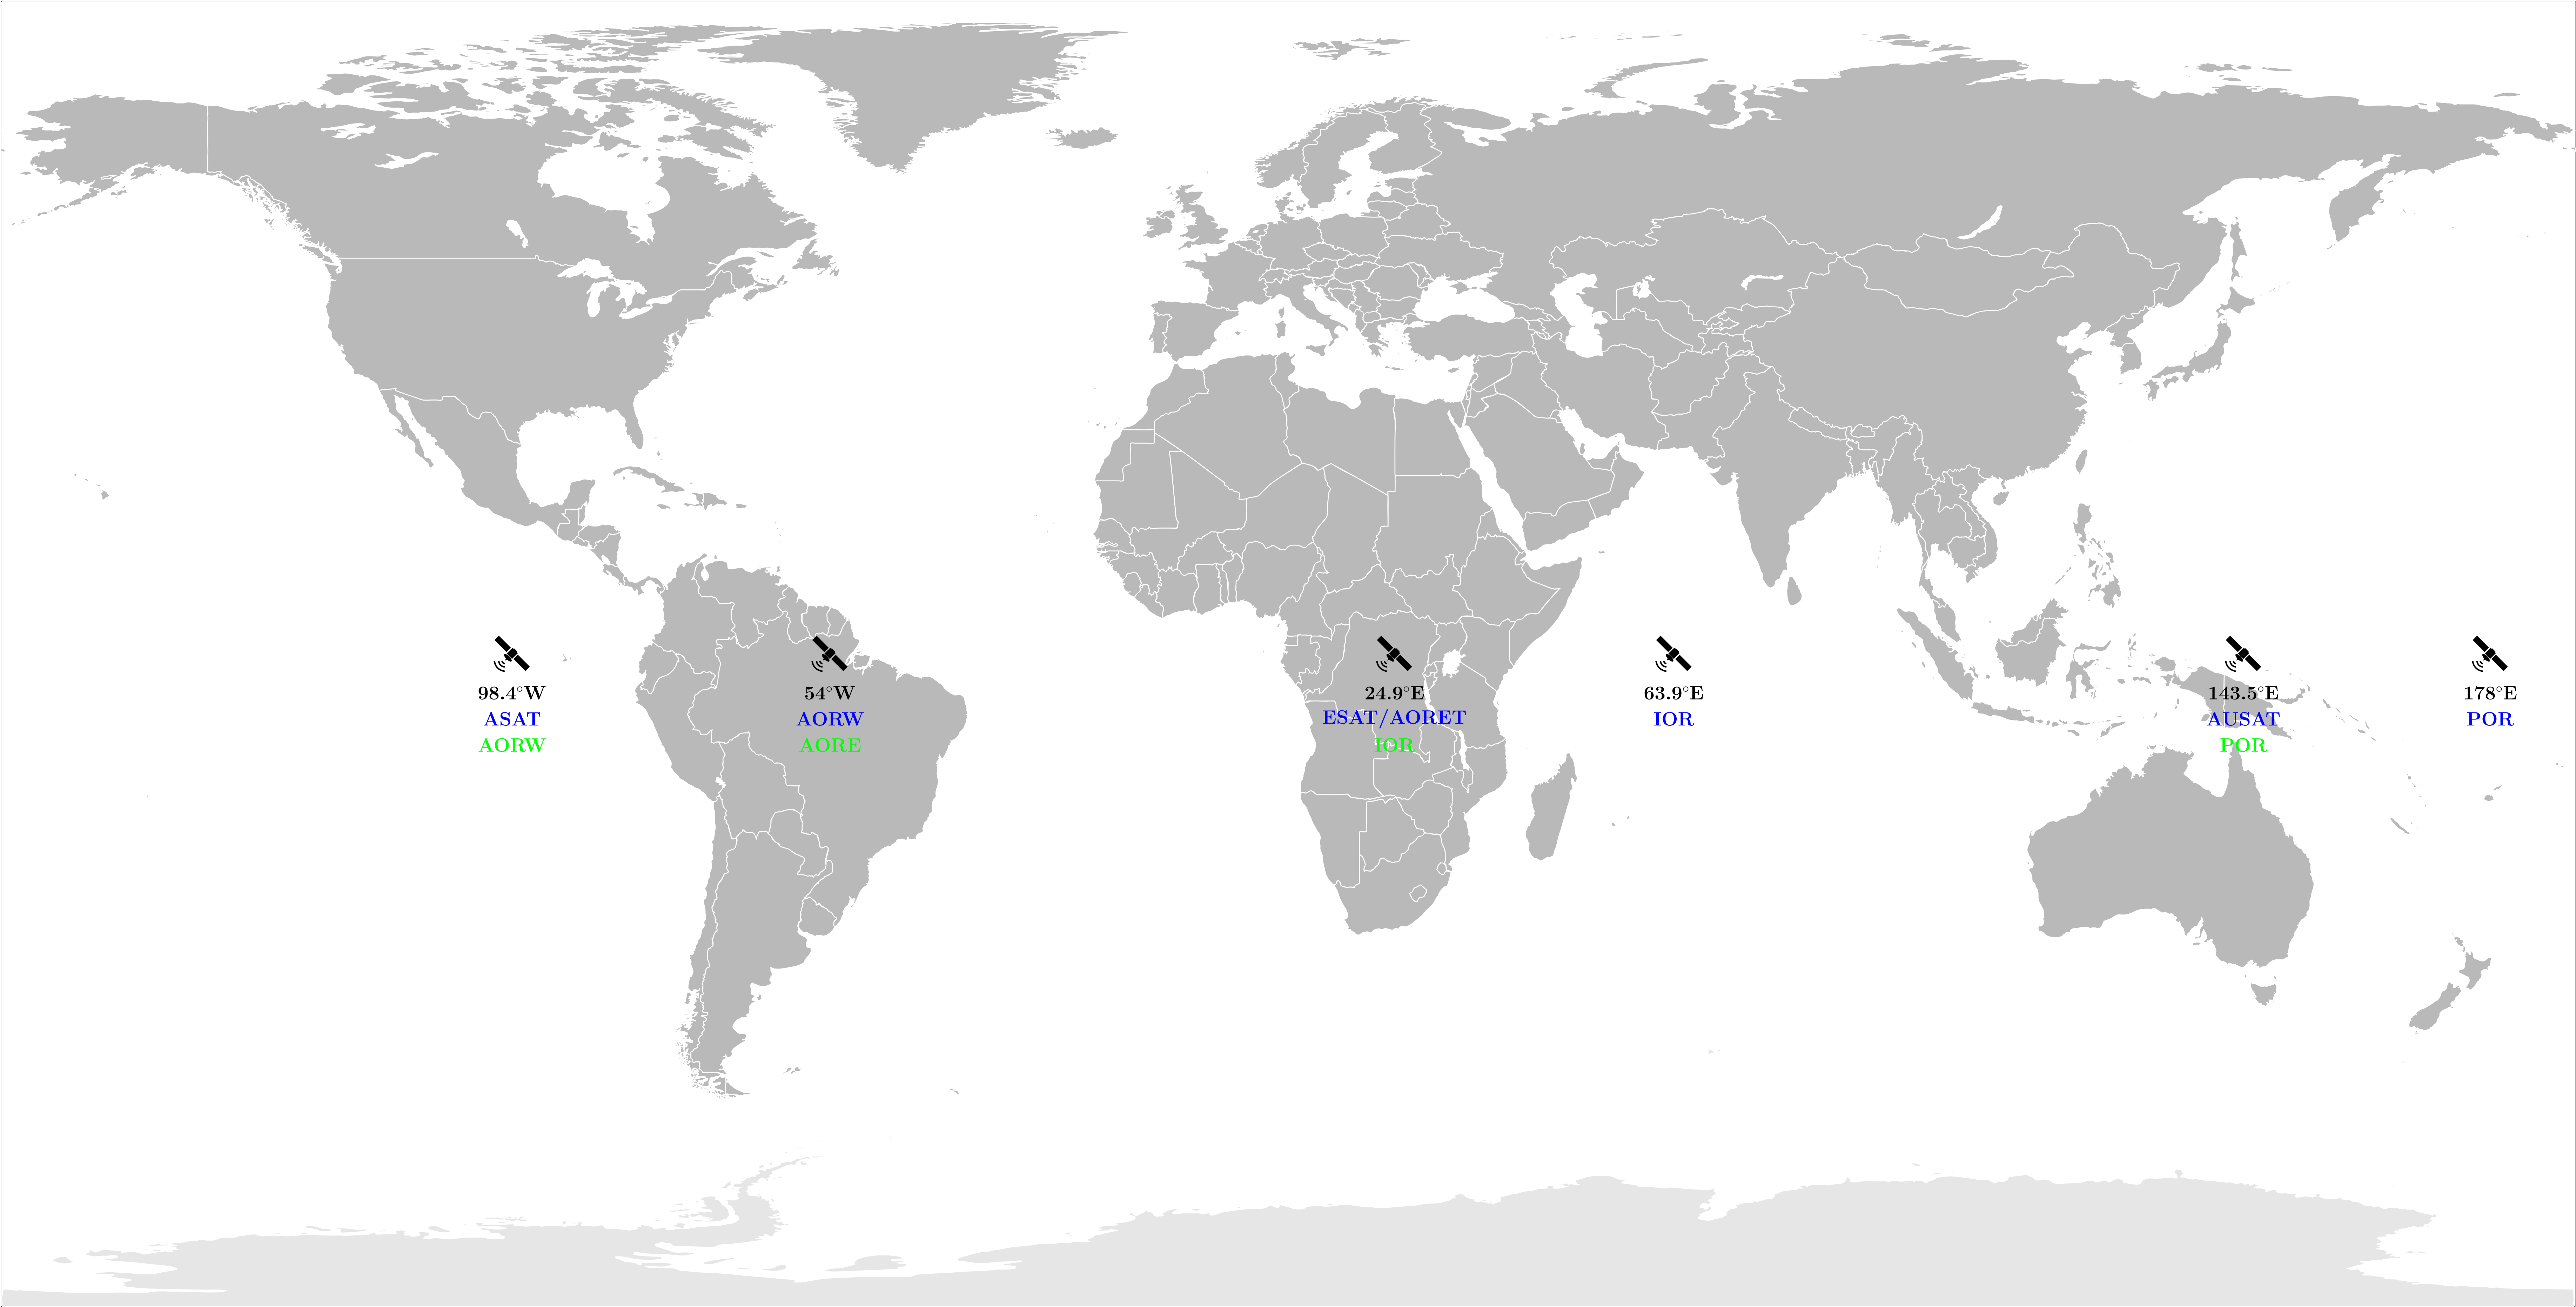 98.4°W
ASAT
AORW
54°W
AORW
AORE
24.9°E
ESAT/AORET
IOR
63.9°E
IOR
143.5°E
AUSAT
POR
178°E
POR